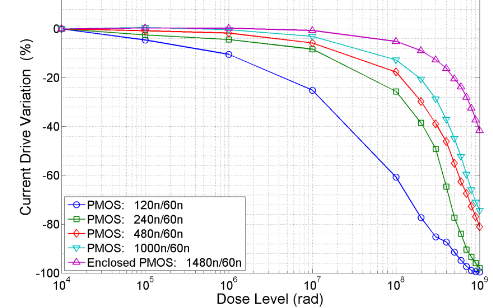 0
-20
-40
-60
-80
-100
Current Drive Variation (%)
PMOS: 120n/60n
PMOS: 240n/60n
PMOS: 480n/60n
PMOS: 1000n/60n
Enclosed PMOS: 1480n/60n
10^4 10^5 10^6 10^7 10^8 10^9
Dose Level (rad)